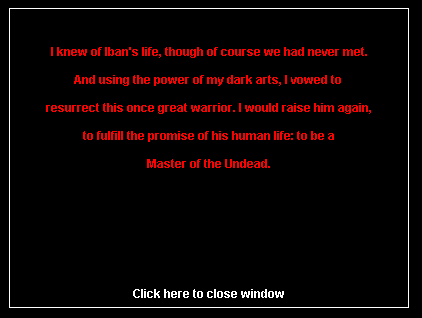 I knew of Iban's life, though of course we had never met.
And using the power of my dark arts, I vowed to
resurrect this once great warrior. I would raise him again,
to fulfill the promise of his human life: to be a
Master of the Undead.
Click here to close window